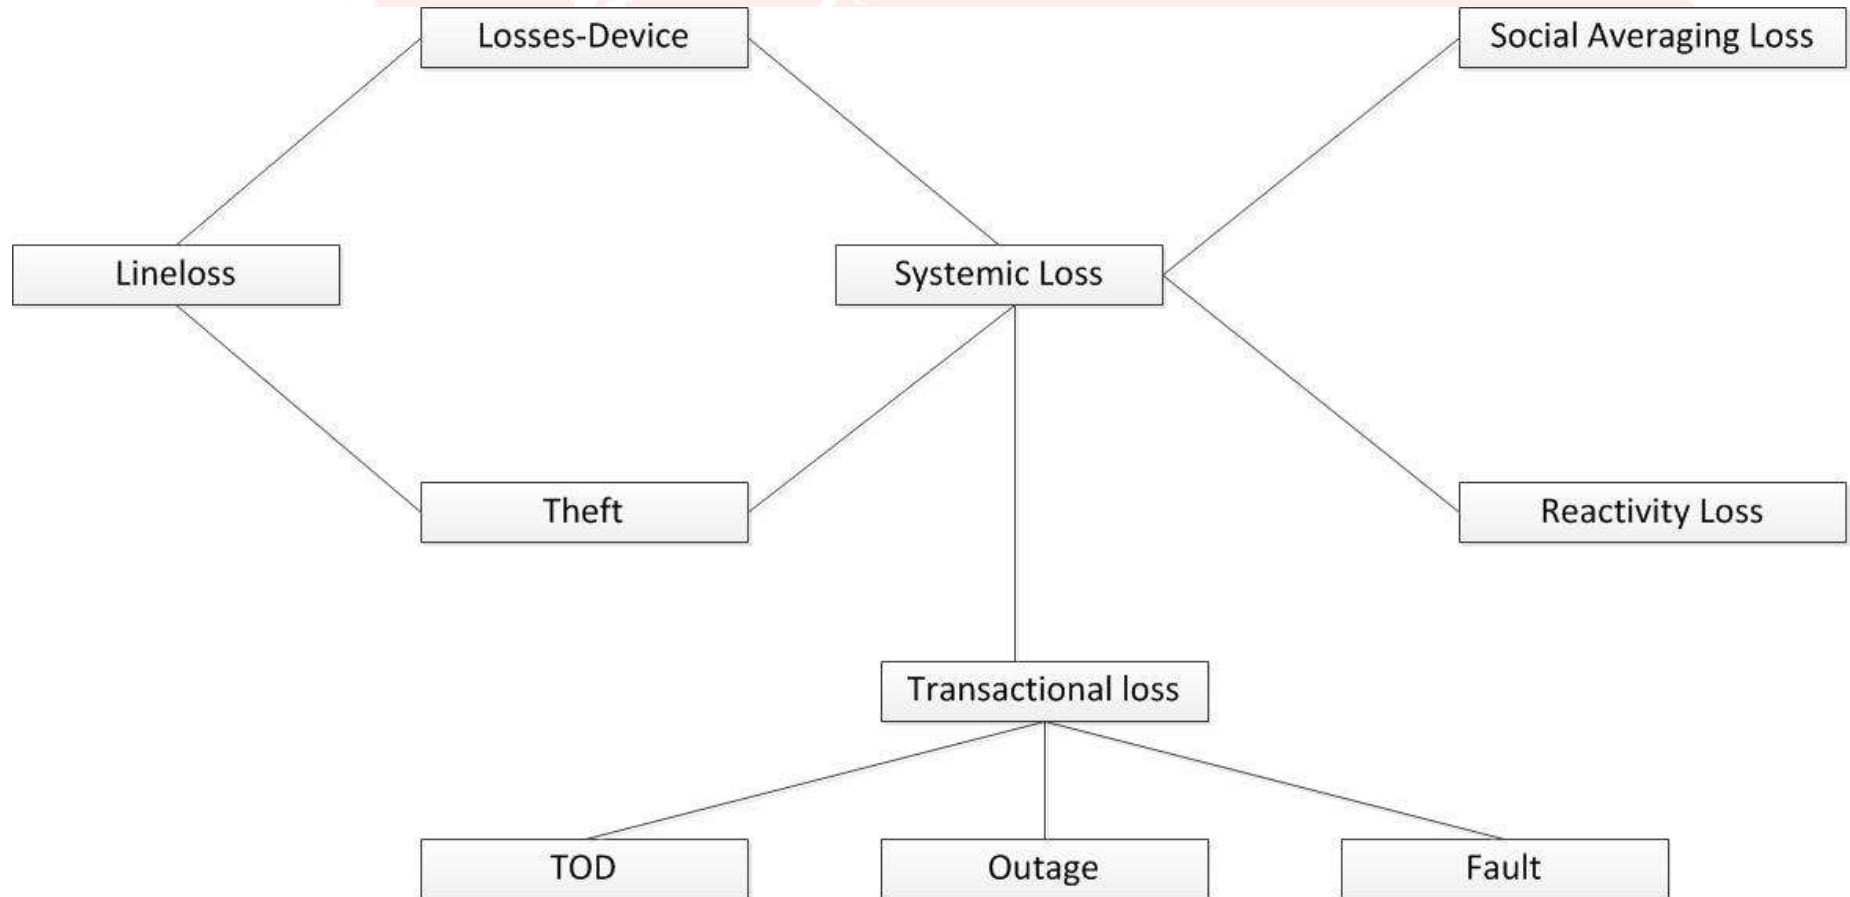 Losses-Device
Social Averaging Loss
Lineloss
Systemic Loss
Theft
Reactivity Loss
Transactional loss
TOD
Outage
Fault